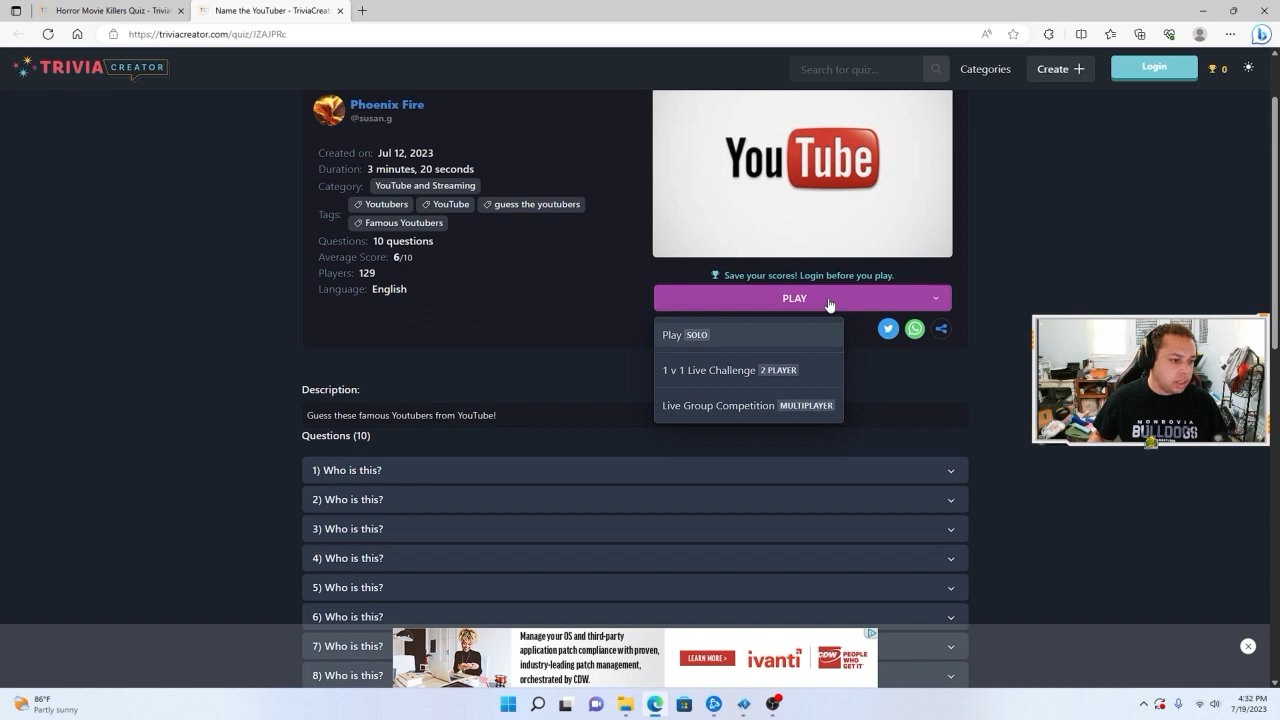 Horror Movie Killers Quiz - Trivia
Name the YouTuber - TriviaCreat
https://triviacreator.com/quiz/JZAJPRc
TRIVIA CREATOR
Search for quiz...
Categories
Create +
Login
0
Phoenix Fire
@susan.g
Created on: Jul 12, 2023
Duration: 3 minutes, 20 seconds
Category: YouTube and Streaming
Tags: Youtubers YouTube guess the youtubers
Famous Youtubers
Questions: 10 questions
Average Score: 6/10
Players: 129
Language: English
YouTube
Save your scores! Login before you play.
PLAY
Play SOLO
1 v 1 Live Challenge 2 PLAYER
Live Group Competition MULTIPLAYER
Description:
Guess these famous Youtubers from YouTube!
Questions (10)
1) Who is this?
2) Who is this?
3) Who is this?
4) Who is this?
5) Who is this?
6) Who is this?
7) Who is this?
8) Who is this?
Manage your OS and third-party
application patch compliance with proven,
industry-leading patch management,
orchestrated by CDW.
LEARN MORE >
ivanti
CDW PEOPLE WHO GET IT
MONROVIA
BULLDOGS
86°F
Partly sunny
4:32 PM
7/19/2023